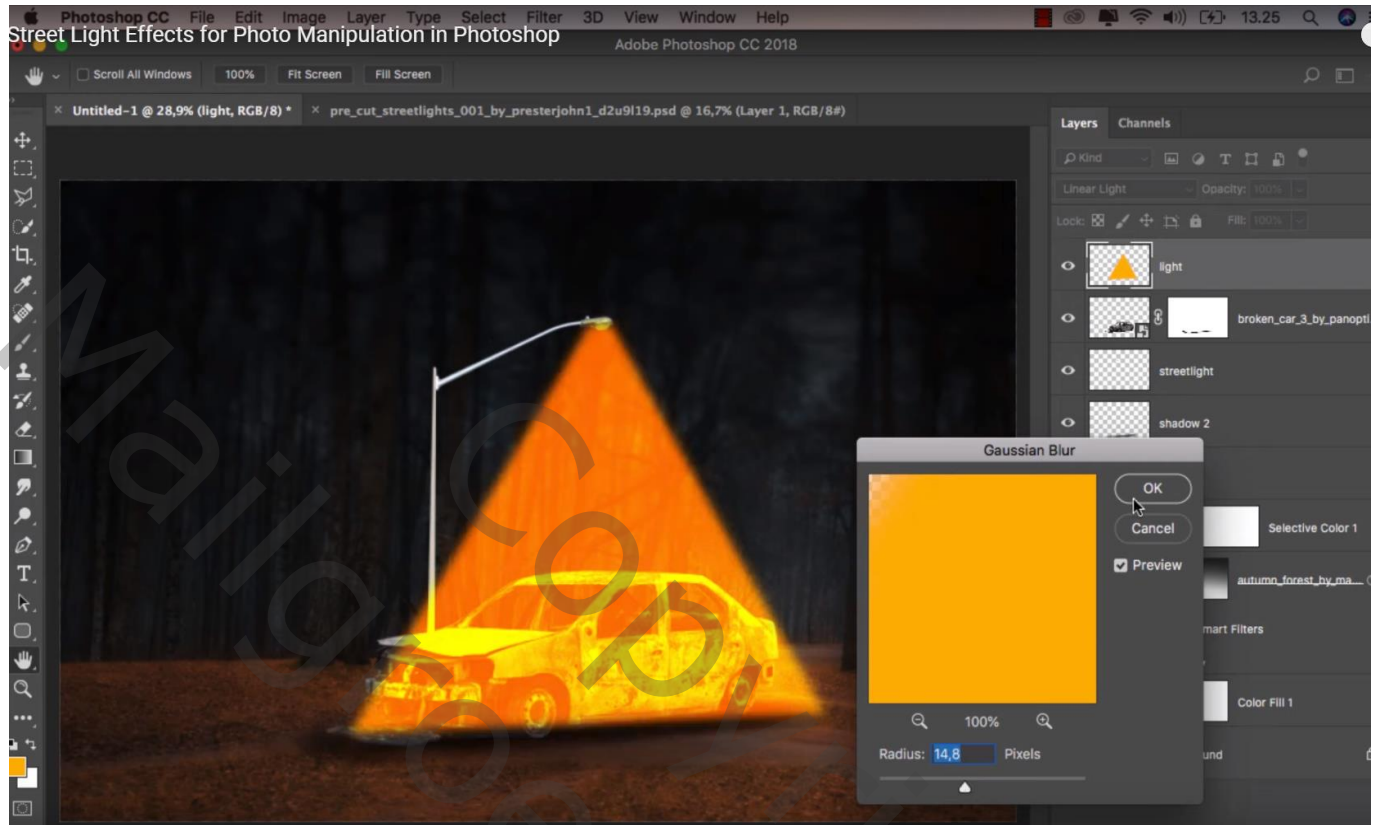 Photoshop CC File Edit Image Layer Type Select Filter 3D View Window Help 13.25
Street Light Effects for Photo Manipulation in Photoshop
Adobe Photoshop CC 2018
Scroll All Windows 100% Fit Screen Fill Screen
× Untitled-1 @ 28,9% (light, RGB/8) * × pre_cut_streetlights_001_by_presterjohn1_d2u9l19.psd @ 16,7% (Layer 1, RGB/8#)
Layers Channels
Kind
Linear Light Opacity: 100%
Lock: Fill: 100%
light
broken_car_3_by_panopti
streetlight
shadow 2
Gaussian Blur
OK
Cancel
Preview
100%
Radius: 14,8 Pixels
Selective Color 1
autumn_forest_by_ma...
mart Filters
Color Fill 1
und